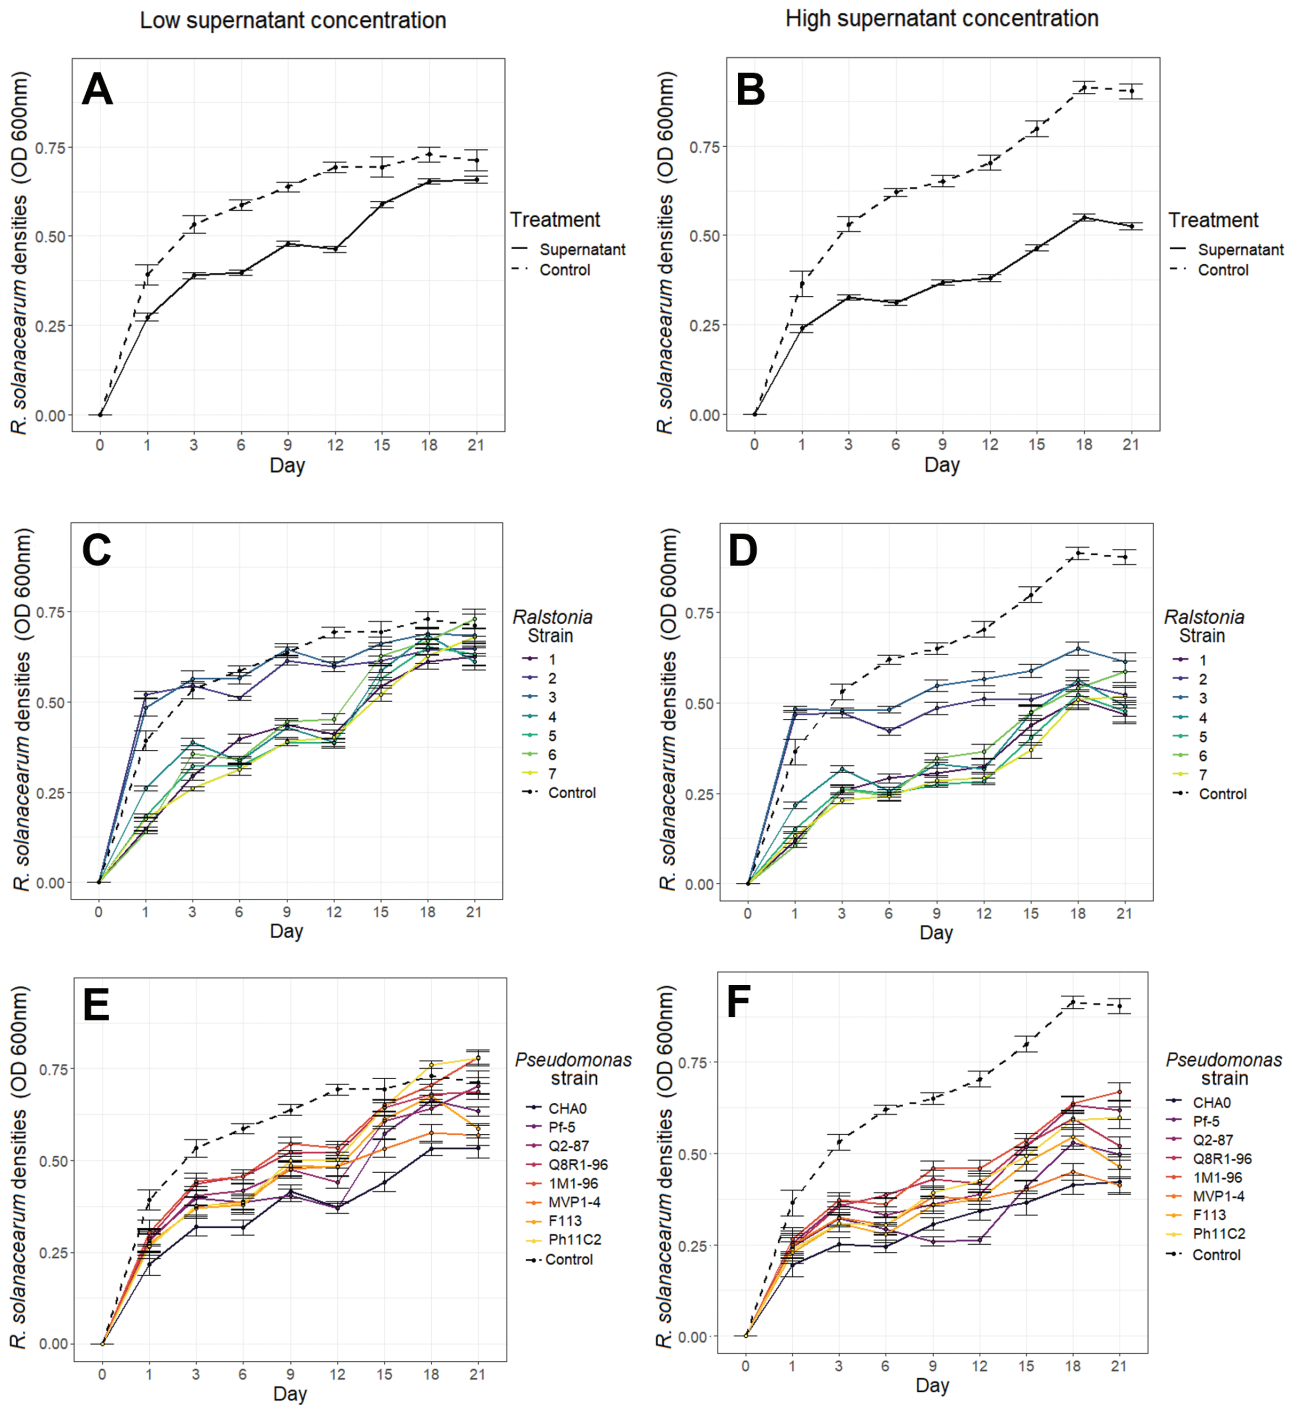 Low supernatant concentration
High supernatant concentration
A
R. solanacearum densities (OD 600nm)
0.75
0.50
0.25
0.00
0 1 3 6 9 12 15 18 21
Day
Treatment
Supernatant
Control
B
R. solanacearum densities (OD 600nm)
0.75
0.50
0.25
0.00
0 1 3 6 9 12 15 18 21
Day
Treatment
Supernatant
Control
C
R. solanacearum densities (OD 600nm)
0.75
0.50
0.25
0.00
0 1 3 6 9 12 15 18 21
Day
Ralstonia
Strain
1
2
3
4
5
6
7
Control
D
R. solanacearum densities (OD 600nm)
0.75
0.50
0.25
0.00
0 1 3 6 9 12 15 18 21
Day
Ralstonia
Strain
1
2
3
4
5
6
7
Control
E
R. solanacearum densities (OD 600nm)
0.75
0.50
0.25
0.00
0 1 3 6 9 12 15 18 21
Day
Pseudomonas
strain
CHA0
Pf-5
Q2-87
Q8R1-96
1M1-96
MVP1-4
F113
Ph11C2
Control
F
R. solanacearum densities (OD 600nm)
0.75
0.50
0.25
0.00
0 1 3 6 9 12 15 18 21
Day
Pseudomonas
strain
CHA0
Pf-5
Q2-87
Q8R1-96
1M1-96
MVP1-4
F113
Ph11C2
Control